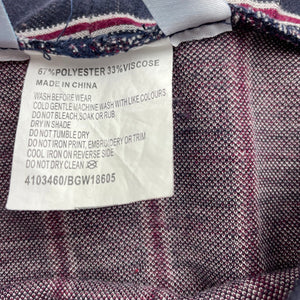 67%POLYESTER 33%VISCOSE
MADE IN CHINA
WASH BEFORE WEAR
COLD GENTLE MACHINE WASH WITH LIKE COLOURS.
DO NOT BLEACH,SOAK OR RUB
DRY IN SHADE
DO NOT TUMBLE DRY
DO NOT IRON PRINT, EMBROIDERY OR TRIM
COOL IRON ON REVERSE SIDE
DO NOT DRY CLEAN
4103460/BGW18605